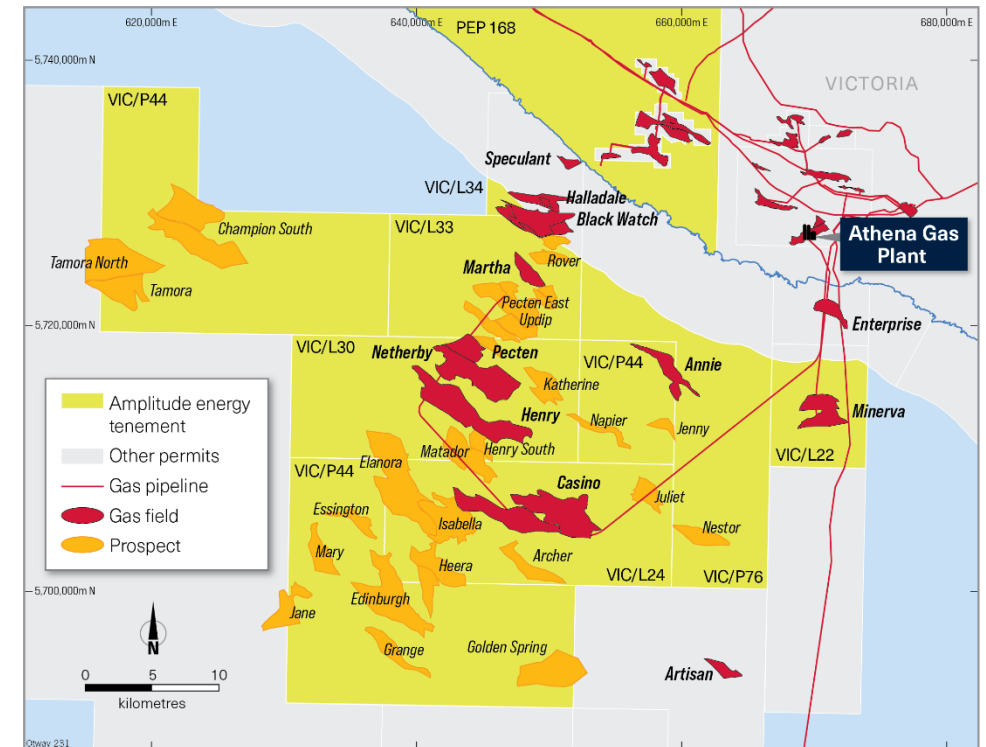 620,000m E
640,000m E
660,000m E
680,000m E
PEP 168
5,740,000m N
VICTORIA
VIC/P44
Speculant
VIC/L34
Halladale
Black Watch
VIC/L33
Champion South
Athena Gas
Plant
Tamora North
Rover
Martha
Tamora
Pecten East
Updip
5,720,000m N
Enterprise
VIC/L30
Netherby
Pecten
VIC/P44
Annie
Katherine
Amplitude energy
tenement
Other permits
Gas pipeline
Gas field
Prospect
Henry
Napier
Jenny
Minerva
Matador
Henry South
VIC/L22
Elanora
VIC/P44
Casino
Juliet
Essington
Isabella
Nestor
Mary
Archer
Heera
VIC/L24
VIC/P76
5,700,000m N
Jane
Edinburgh
N
Grange
Golden Spring
Artisan
0 5 10
kilometres
Otway 231